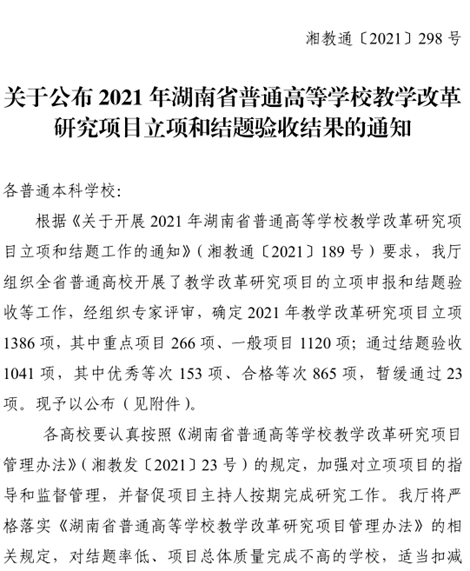 湘教通〔2021〕298 号
关于公布 2021 年湖南省普通高等学校教学改革
研究项目立项和结题验收结果的通知
各普通本科学校：
根据《关于开展 2021 年湖南省普通高等学校教学改革研究项
目立项和结题工作的通知》（湘教通〔2021〕189 号）要求，我厅
组织全省普通高校开展了教学改革研究项目的立项申报和结题验
收等工作，经组织专家评审，确定 2021 年教学改革研究项目立项
1386 项，其中重点项目 266 项、一般项目 1120 项；通过结题验收
1041 项，其中优秀等次 153 项、合格等次 865 项，暂缓通过 23
项。现予以公布（见附件）。
各高校要认真按照《湖南省普通高等学校教学改革研究项目
管理办法》（湘教发〔2021〕23 号）的规定，加强对立项项目的指
导和监督管理，并督促项目主持人按期完成研究工作。我厅将严
格落实《湖南省普通高等学校教学改革研究项目管理办法》的相
关规定，对结题率低、项目总体质量完成不高的学校，适当扣减